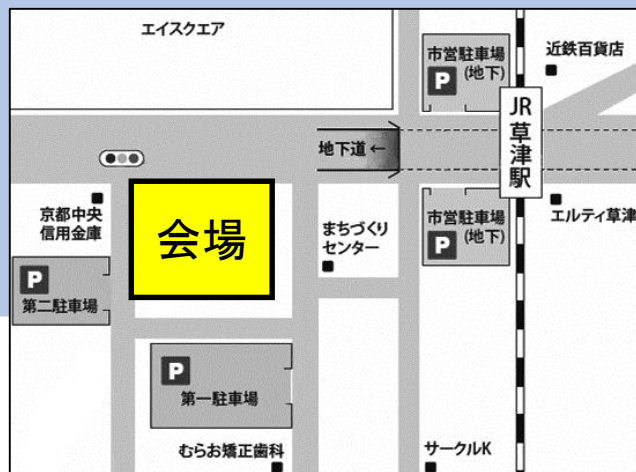 エイスクエア
市営駐車場
(地下)
P
近鉄百貨店
JR草津駅
地下道 ←
京都中央
信用金庫
会場
まちづくり
センター
市営駐車場
(地下)
P
エルティ草津
P
第二駐車場
P
第一駐車場
むらお矯正歯科
サークルK